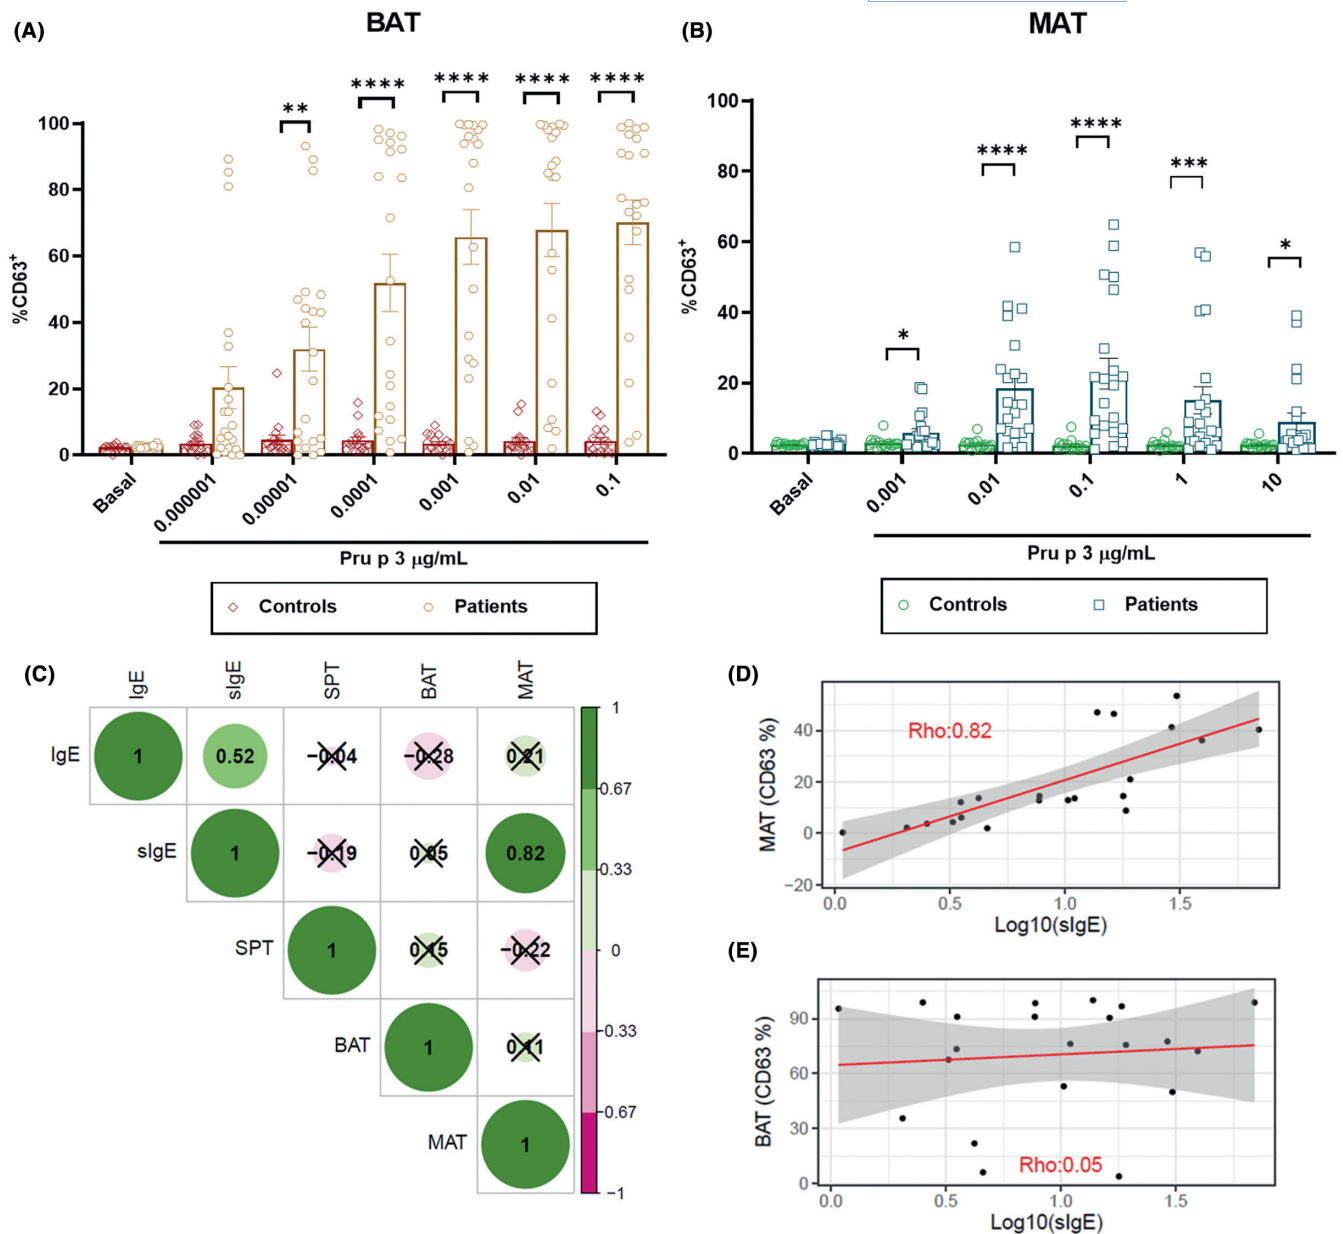 (A)
BAT
%CD63+
100
80
60
40
20
0
**
****
****
****
****
Basal
0.000001
0.00001
0.0001
0.001
0.01
0.1
Pru p 3 μg/mL
Controls
Patients
(B)
MAT
%CD63+
100
80
60
40
20
0
*
****
****
***
*
Basal
0.001
0.01
0.1
1
10
Pru p 3 μg/mL
Controls
Patients
(C)
IgE
sIgE
SPT
BAT
MAT
IgE
1
0.52
−0.04
−0.28
0.21
sIgE
1
−0.19
0.05
0.82
SPT
1
0.15
−0.22
BAT
1
0.11
MAT
1
1
0.67
0.33
0
−0.33
−0.67
−1
(D)
MAT (CD63 %)
40
20
0
−20
Rho:0.82
0.0
0.5
1.0
1.5
Log10(sIgE)
(E)
BAT (CD63 %)
90
60
30
0
Rho:0.05
0.0
0.5
1.0
1.5
Log10(sIgE)